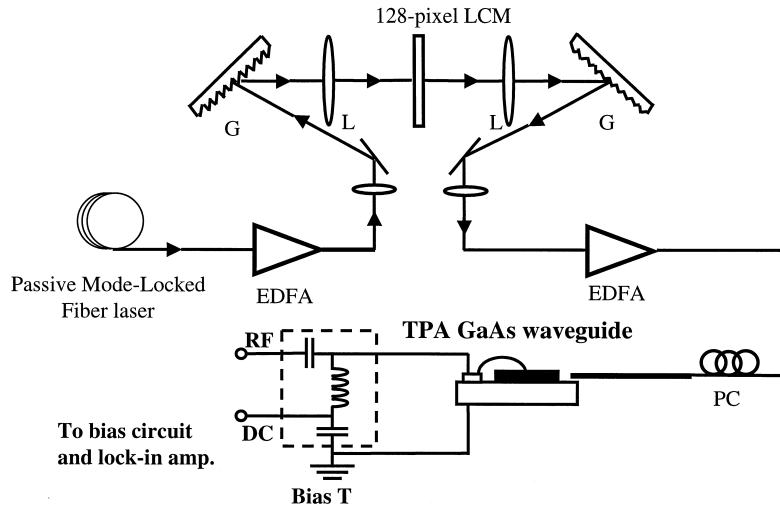 128-pixel LCM
G
L
L
G
Passive Mode-Locked
Fiber laser
EDFA
EDFA
TPA GaAs waveguide
RF
DC
PC
To bias circuit
and lock-in amp.
Bias T